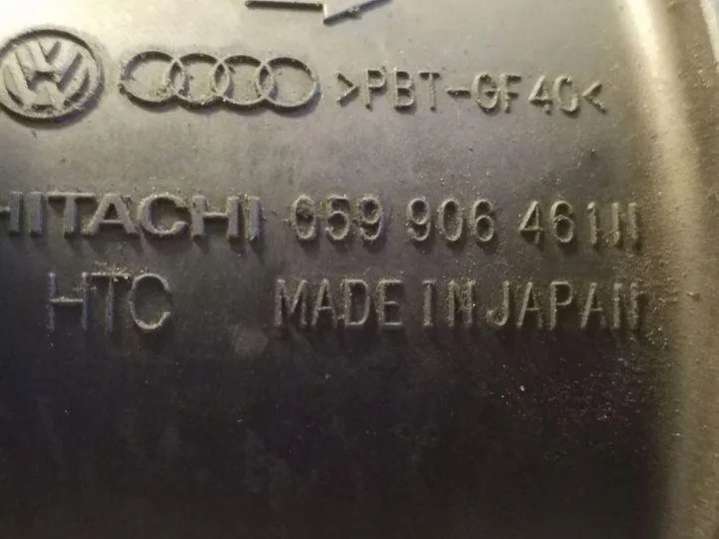 >PBT-GF40<
HITACHI 059 906 461N
HTC MADE IN JAPAN